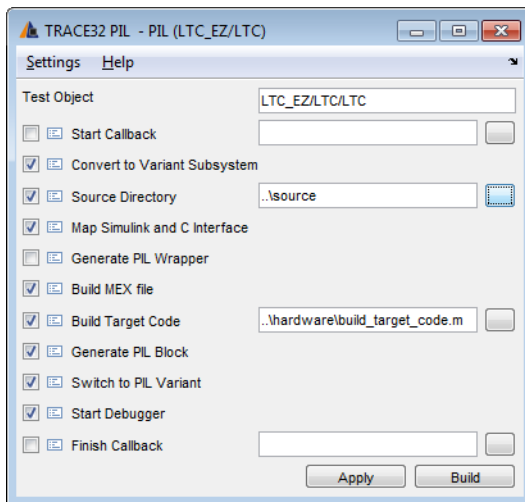 TRACE32 PIL - PIL (LTC_EZ/LTC)
Settings Help
Test Object LTC_EZ/LTC/LTC
Start Callback
Convert to Variant Subsystem
Source Directory ..\source
Map Simulink and C Interface
Generate PIL Wrapper
Build MEX file
Build Target Code ..\hardware\build_target_code.m
Generate PIL Block
Switch to PIL Variant
Start Debugger
Finish Callback
Apply Build